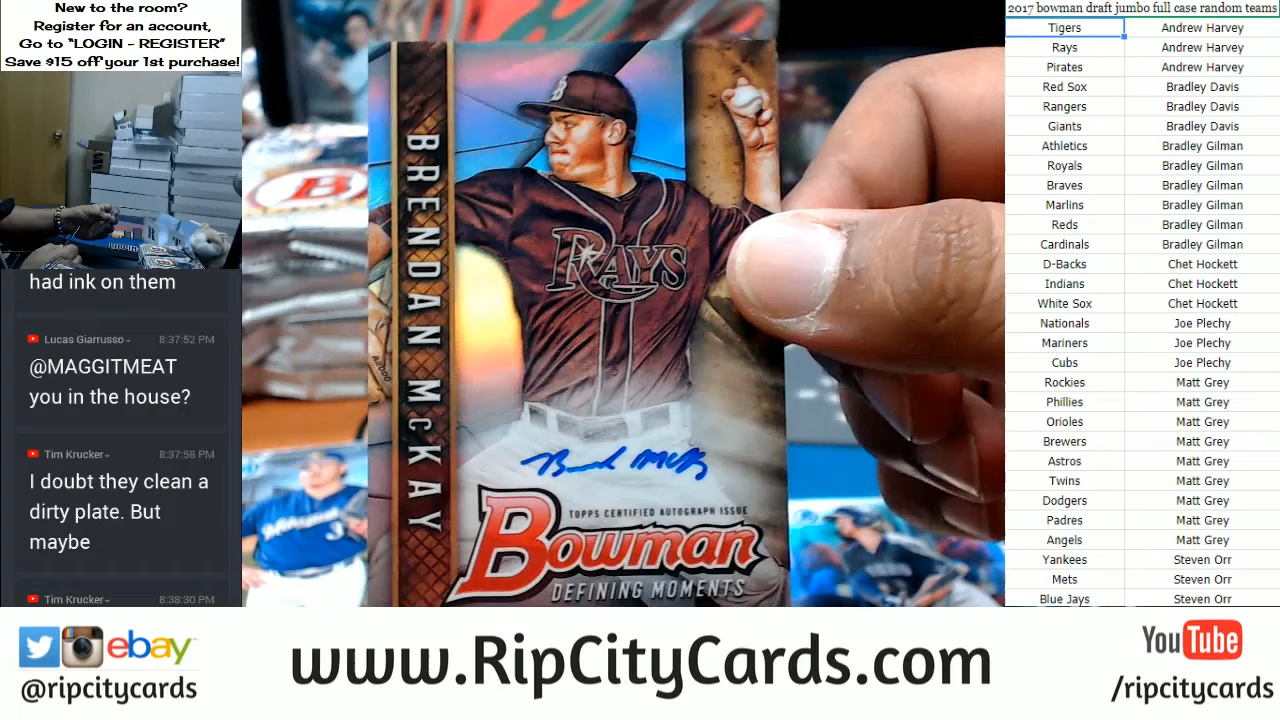 New to the room?
Register for an account,
Go to “LOGIN - REGISTER”
Save $15 off your 1st purchase!
RIPPIN
had ink on them
Lucas Giarrusso
8:37:52 PM
@MAGGITMEAT
you in the house?
Tim Krucker
8:37:58 PM
I doubt they clean a
dirty plate. But
maybe
Tim Krucker
8:38:30 PM
B
BRENDAN McKAY
RAYS
TOPPS CERTIFIED AUTOGRAPH ISSUE
Bowman
DEFINING MOMENTS
2017 bowman draft jumbo full case random teams
Tigers Andrew Harvey
Rays Andrew Harvey
Pirates Andrew Harvey
Red Sox Bradley Davis
Rangers Bradley Davis
Giants Bradley Davis
Athletics Bradley Gilman
Royals Bradley Gilman
Braves Bradley Gilman
Marlins Bradley Gilman
Reds Bradley Gilman
Cardinals Bradley Gilman
D-Backs Chet Hockett
Indians Chet Hockett
White Sox Chet Hockett
Nationals Joe Plechy
Mariners Joe Plechy
Cubs Joe Plechy
Rockies Matt Grey
Phillies Matt Grey
Orioles Matt Grey
Brewers Matt Grey
Astros Matt Grey
Twins Matt Grey
Dodgers Matt Grey
Padres Matt Grey
Angels Matt Grey
Yankees Steven Orr
Mets Steven Orr
Blue Jays Steven Orr
ebay
@ripcitycards
www.RipCityCards.com
YouTube
/ripcitycards